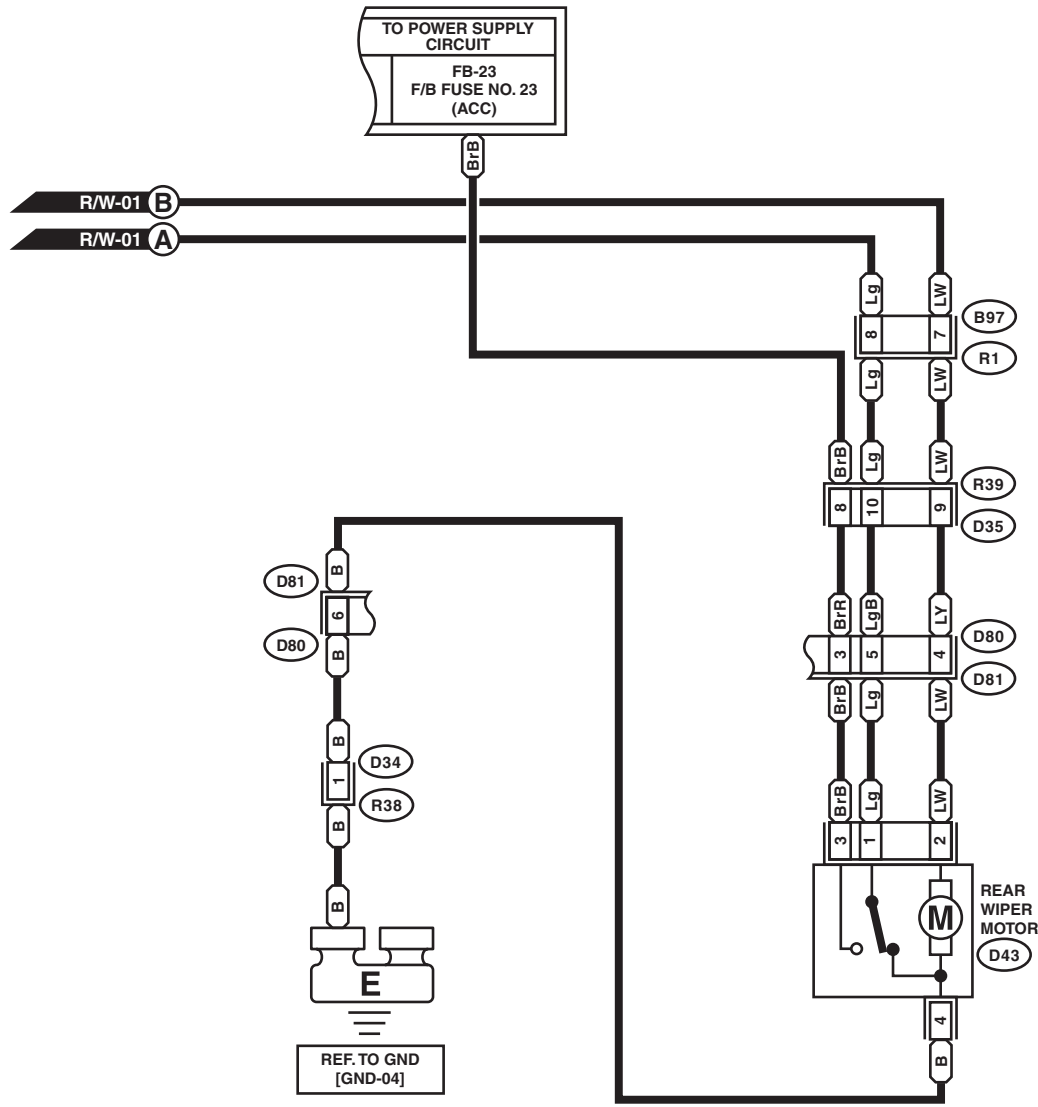 TO POWER SUPPLY
CIRCUIT
FB-23
F/B FUSE NO. 23
(ACC)
BrB
R/W-01 B
R/W-01 A
Lg LW
8 7 B97
R1
Lg LW
BrB Lg LW
8 10 9 R39
D35
B
D81
6
D80
B
BrR LgB LY
3 5 4 D80
D81
BrB Lg LW
B
1 D34
R38
B
BrB Lg LW
3 1 2
B
E
REF. TO GND
[GND-04]
M
REAR
WIPER
MOTOR
D43
4
B